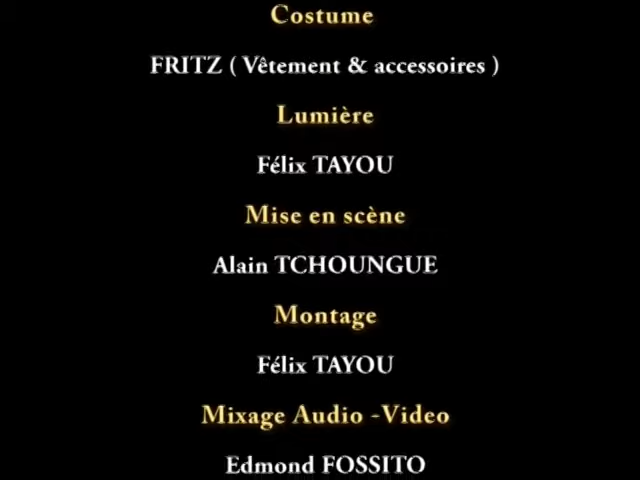 Costume
FRITZ ( Vêtement & accessoires )
Lumière
Félix TAYOU
Mise en scène
Alain TCHOUNGUE
Montage
Félix TAYOU
Mixage Audio -Video
Edmond FOSSITO